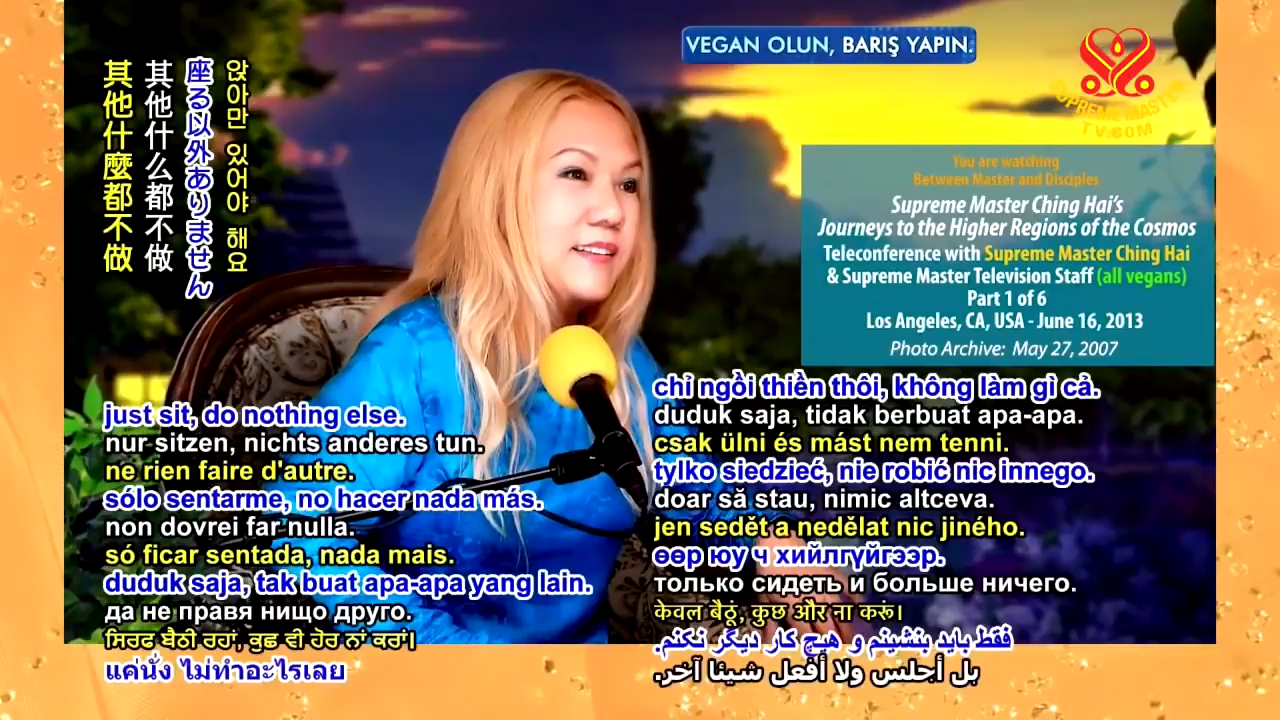 VEGAN OLUN, BARIŞ YAPIN.
SUPREME MASTER
TV.COM
You are watching
Between Master and Disciples
Supreme Master Ching Hai's
Journeys to the Higher Regions of the Cosmos
Teleconference with Supreme Master Ching Hai
& Supreme Master Television Staff (all vegans)
Part 1 of 6
Los Angeles, CA, USA - June 16, 2013
Photo Archive: May 27, 2007
앉아만 있어야 해요
座る以外ありません
其他什么都不做
其他什麼都不做
just sit, do nothing else.
nur sitzen, nichts anderes tun.
ne rien faire d'autre.
sólo sentarme, no hacer nada más.
non dovrei far nulla.
só ficar sentada, nada mais.
duduk saja, tak buat apa-apa yang lain.
да не правя нищо друго.
ਸਿਰਫ ਬੈਠੀ ਰਹਾਂ, ਕੁਛ ਵੀ ਹੋਰ ਨਾਂ ਕਰਾਂ।
แค่นั่ง ไม่ทำอะไรเลย
chỉ ngồi thiền thôi, không làm gì cả.
duduk saja, tidak berbuat apa-apa.
csak ülni és mást nem tenni.
tylko siedzieć, nie robić nic innego.
doar să stau, nimic altceva.
jen sedět a nedělat nic jiného.
өөр юу ч хийлгүйгээр.
только сидеть и больше ничего.
केवल बैठूं, कुछ और ना करूं।
فقط باید بنشینم و هیچ کار دیگر نکنم.
بل أجلس ولا أفعل شيئا آخر.